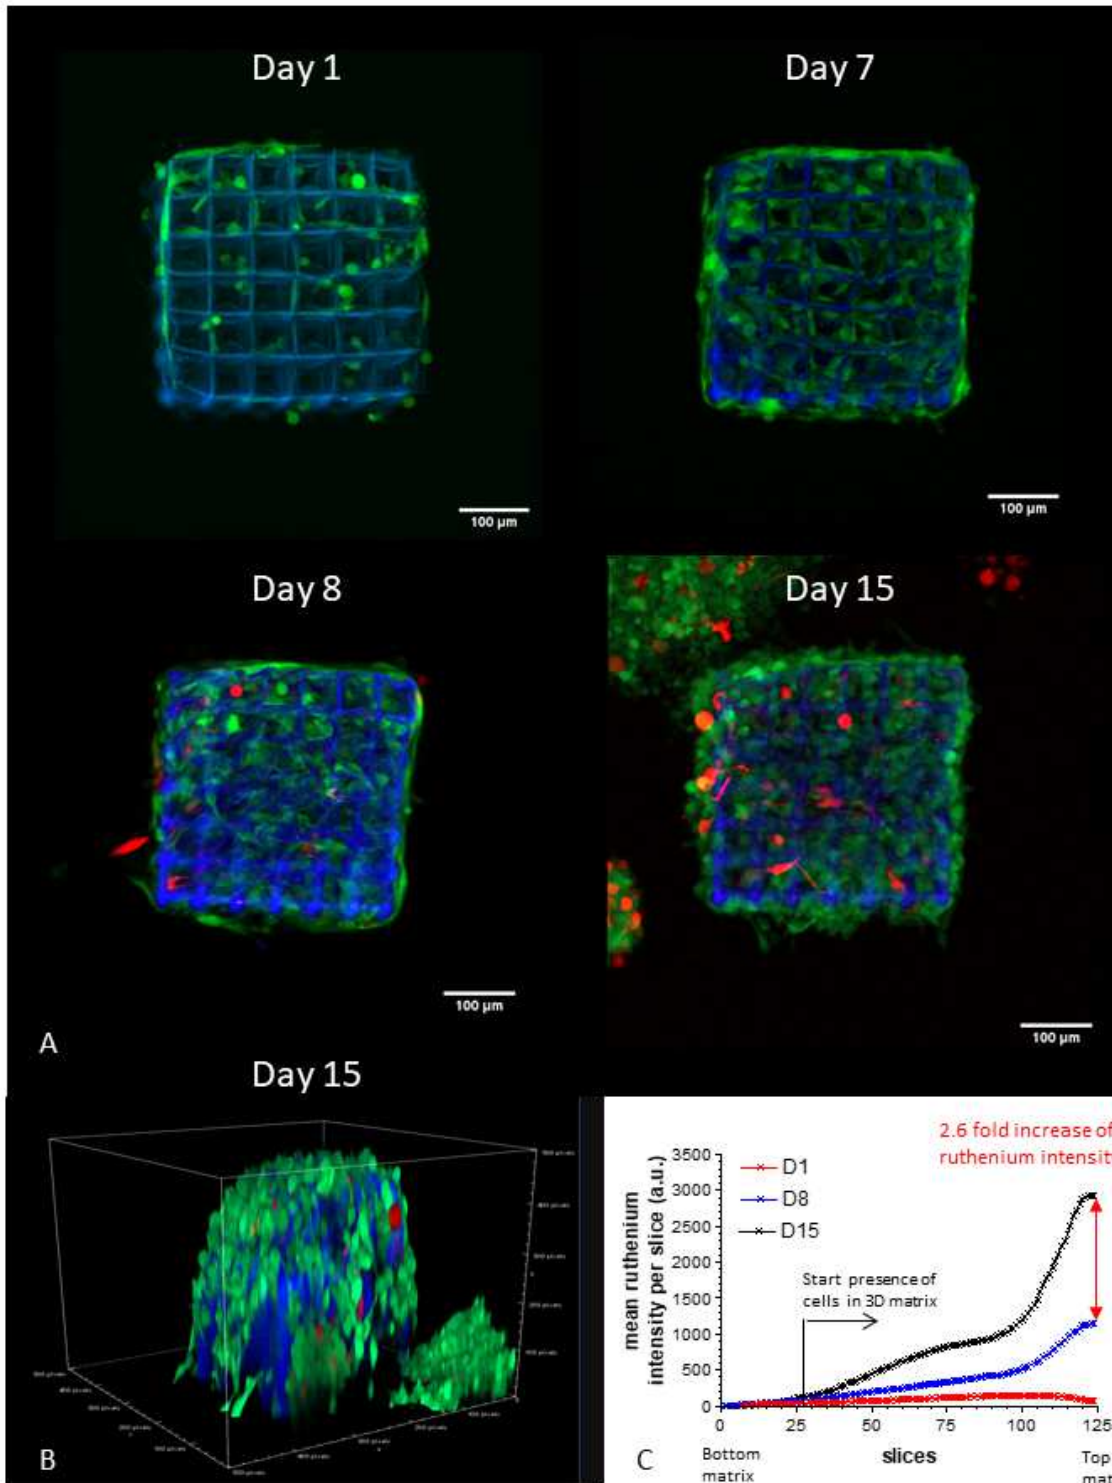 Day 1
Day 7
100 µm
100 µm
Day 8
Day 15
100 µm
100 µm
A
Day 15
B
2.6 fold increase of
ruthenium intensit
mean ruthenium
intensity per slice (a.u.)
3500
3000
2500
2000
1500
1000
500
0
D1
D8
D15
Start presence of
cells in 3D matrix
0
25
50
75
100
125
Bottom
matrix
slices
Top
mat
C